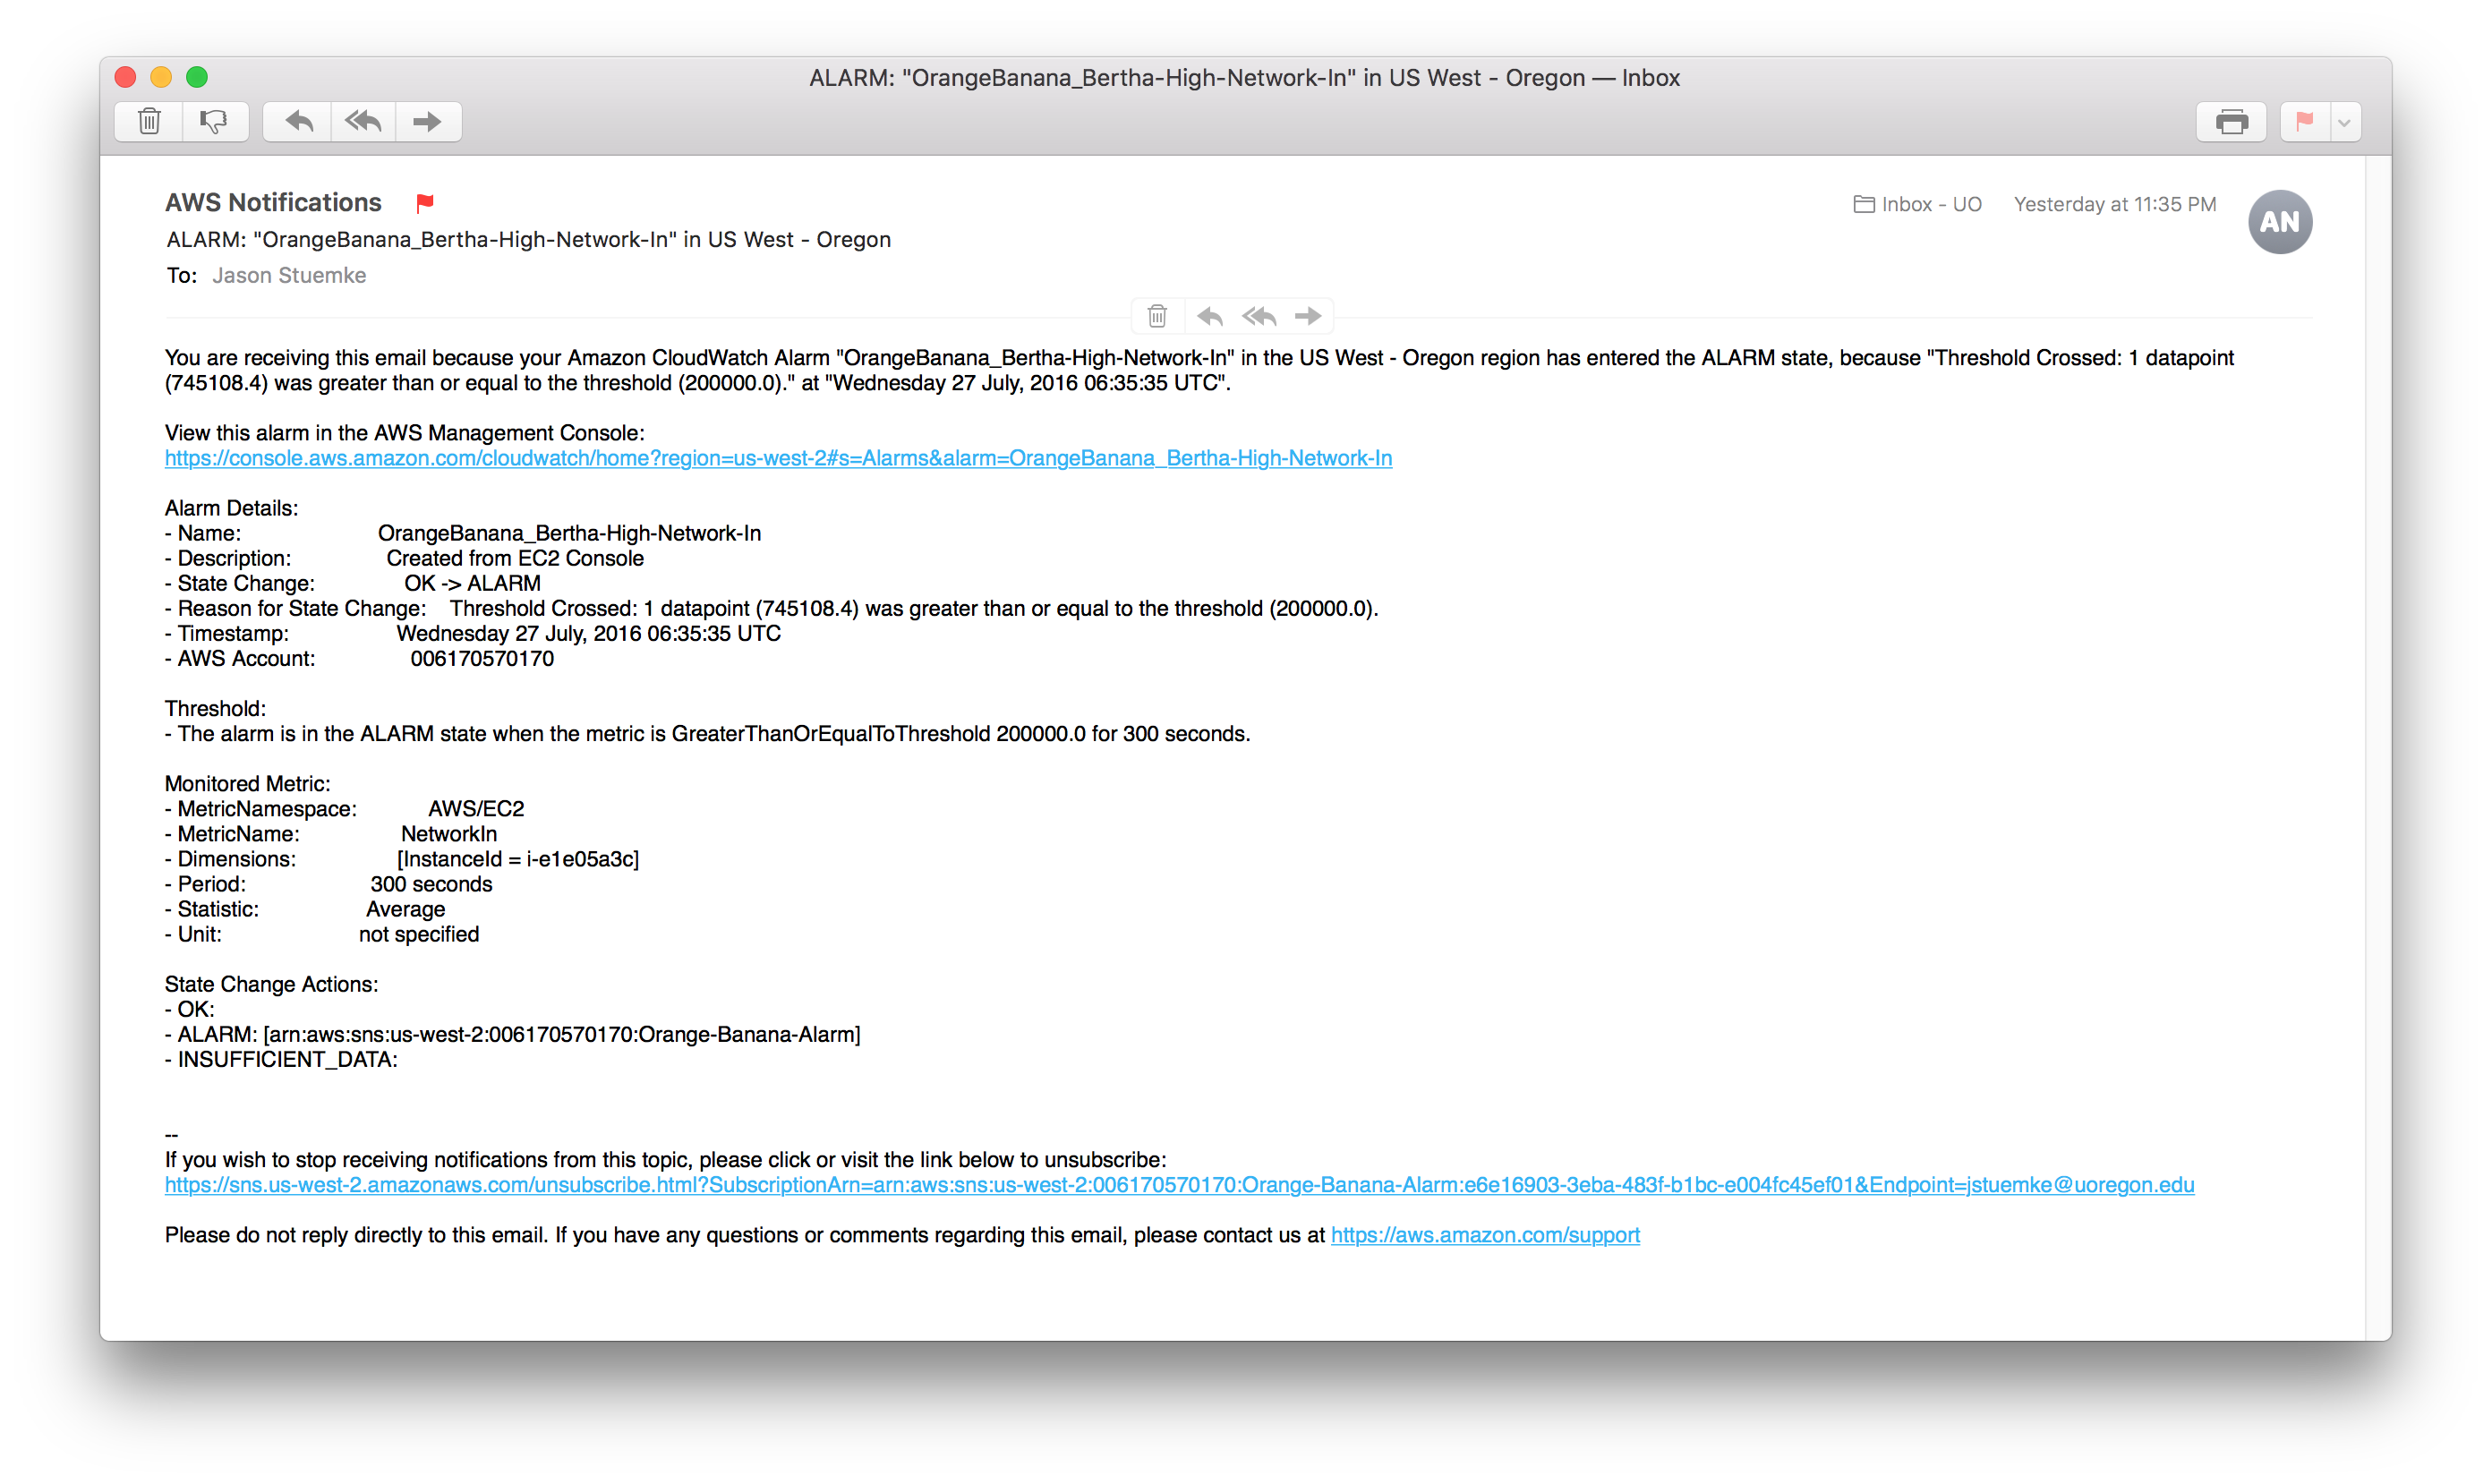 ALARM: "OrangeBanana_Bertha-High-Network-In" in US West - Oregon — Inbox
AWS Notifications
Inbox - UO Yesterday at 11:35 PM
AN
ALARM: "OrangeBanana_Bertha-High-Network-In" in US West - Oregon
To: Jason Stuemke
You are receiving this email because your Amazon CloudWatch Alarm "OrangeBanana_Bertha-High-Network-In" in the US West - Oregon region has entered the ALARM state, because "Threshold Crossed: 1 datapoint
(745108.4) was greater than or equal to the threshold (200000.0)." at "Wednesday 27 July, 2016 06:35:35 UTC".
View this alarm in the AWS Management Console:
https://console.aws.amazon.com/cloudwatch/home?region=us-west-2#s=Alarms&alarm=OrangeBanana_Bertha-High-Network-In
Alarm Details:
- Name: OrangeBanana_Bertha-High-Network-In
- Description: Created from EC2 Console
- State Change: OK -> ALARM
- Reason for State Change: Threshold Crossed: 1 datapoint (745108.4) was greater than or equal to the threshold (200000.0).
- Timestamp: Wednesday 27 July, 2016 06:35:35 UTC
- AWS Account: 006170570170
Threshold:
- The alarm is in the ALARM state when the metric is GreaterThanOrEqualToThreshold 200000.0 for 300 seconds.
Monitored Metric:
- MetricNamespace: AWS/EC2
- MetricName: NetworkIn
- Dimensions: [InstanceId = i-e1e05a3c]
- Period: 300 seconds
- Statistic: Average
- Unit: not specified
State Change Actions:
- OK:
- ALARM: [arn:aws:sns:us-west-2:006170570170:Orange-Banana-Alarm]
- INSUFFICIENT_DATA:
--
If you wish to stop receiving notifications from this topic, please click or visit the link below to unsubscribe:
https://sns.us-west-2.amazonaws.com/unsubscribe.html?SubscriptionArn=arn:aws:sns:us-west-2:006170570170:Orange-Banana-Alarm:e6e16903-3eba-483f-b1bc-e004fc45ef01&Endpoint=jstuemke@uoregon.edu
Please do not reply directly to this email. If you have any questions or comments regarding this email, please contact us at https://aws.amazon.com/support